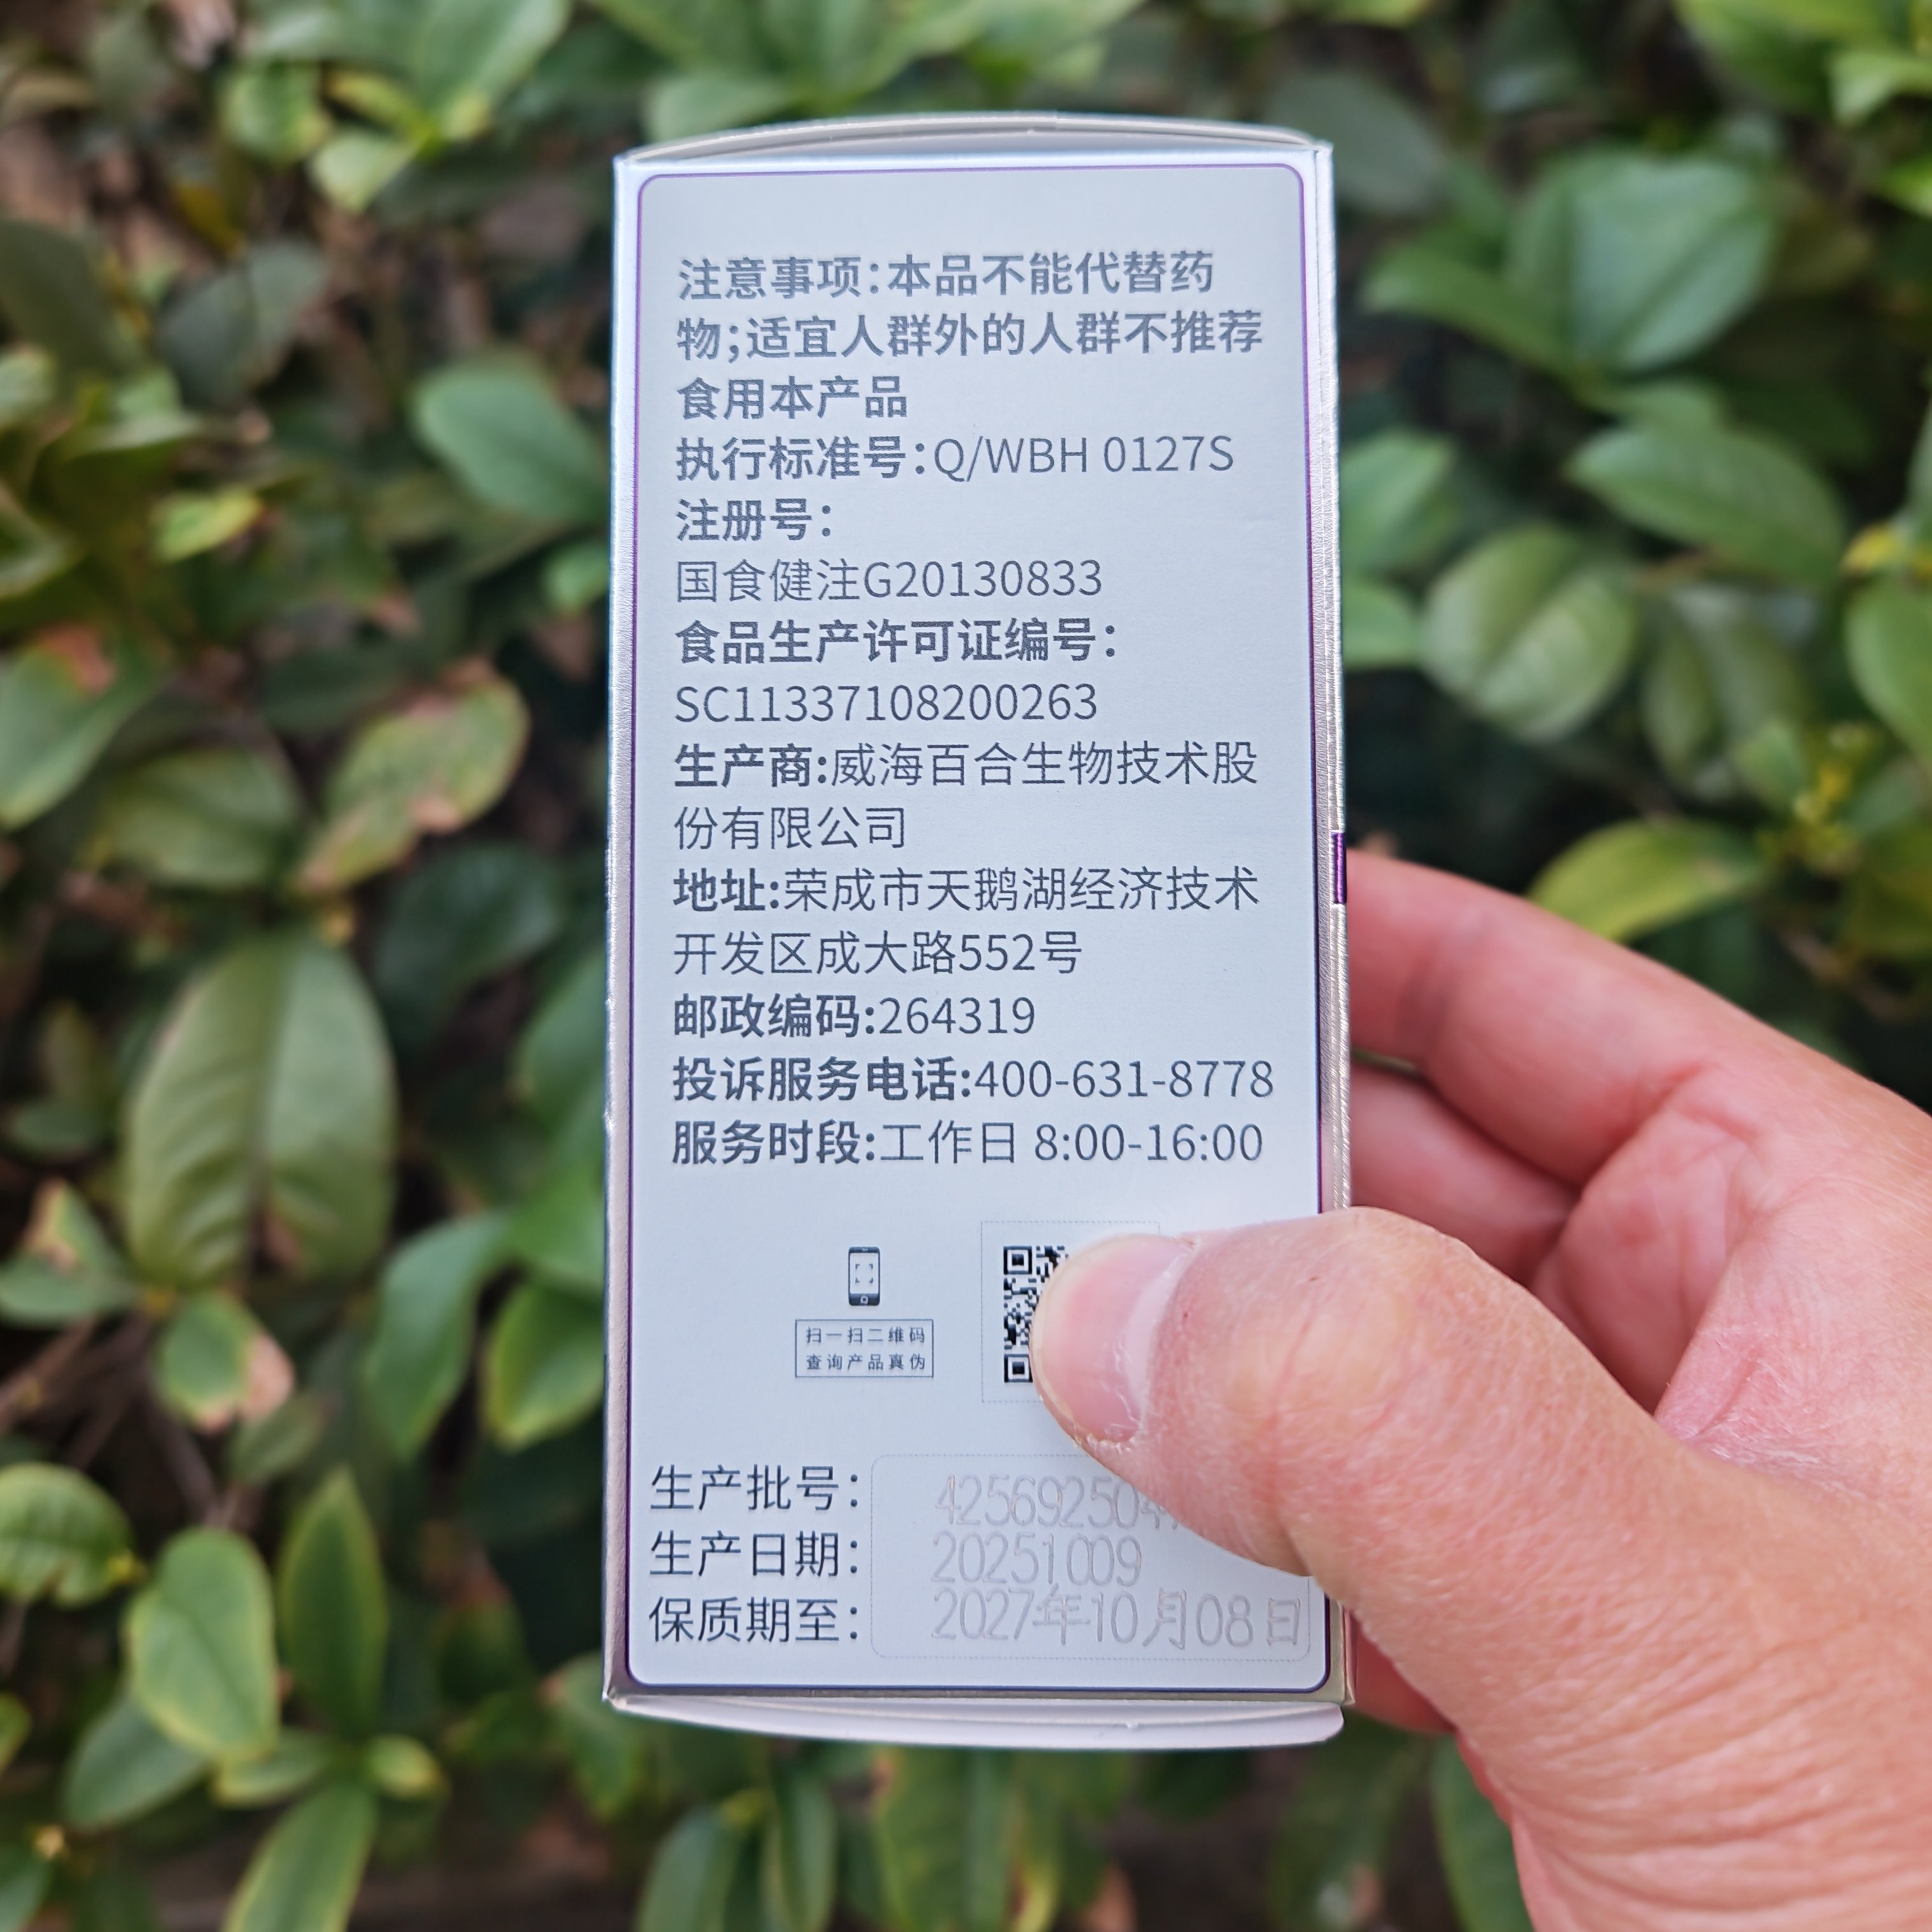 注意事项：本品不能代替药
物；适宜人群外的人群不推荐
食用本产品
执行标准号：Q/WBH 0127S
注册号：
国食健注G20130833
食品生产许可证编号：
SC11337108200263
生产商:威海百合生物技术股
份有限公司
地址:荣成市天鹅湖经济技术
开发区成大路552号
邮政编码:264319
投诉服务电话:400-631-8778
服务时段:工作日 8:00-16:00
扫一扫二维码
查询产品真伪
生产批号：
生产日期：20251009
保质期至：2027年10月08日